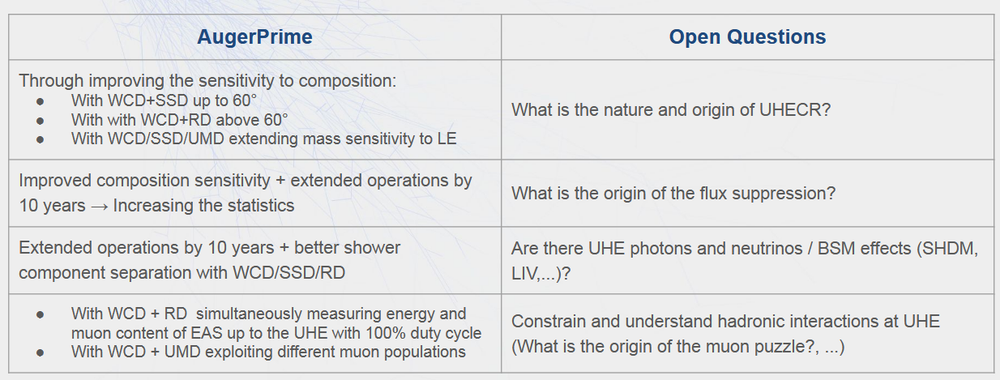 AugerPrime
Open Questions
Through improving the sensitivity to composition:
● With WCD+SSD up to 60°
● With with WCD+RD above 60°
● With WCD/SSD/UMD extending mass sensitivity to LE
What is the nature and origin of UHECR?
Improved composition sensitivity + extended operations by
10 years → Increasing the statistics
What is the origin of the flux suppression?
Extended operations by 10 years + better shower
component separation with WCD/SSD/RD
Are there UHE photons and neutrinos / BSM effects (SHDM,
LIV,...)?
● With WCD + RD simultaneously measuring energy and
muon content of EAS up to the UHE with 100% duty cycle
● With WCD + UMD exploiting different muon populations
Constrain and understand hadronic interactions at UHE
(What is the origin of the muon puzzle?, ...)